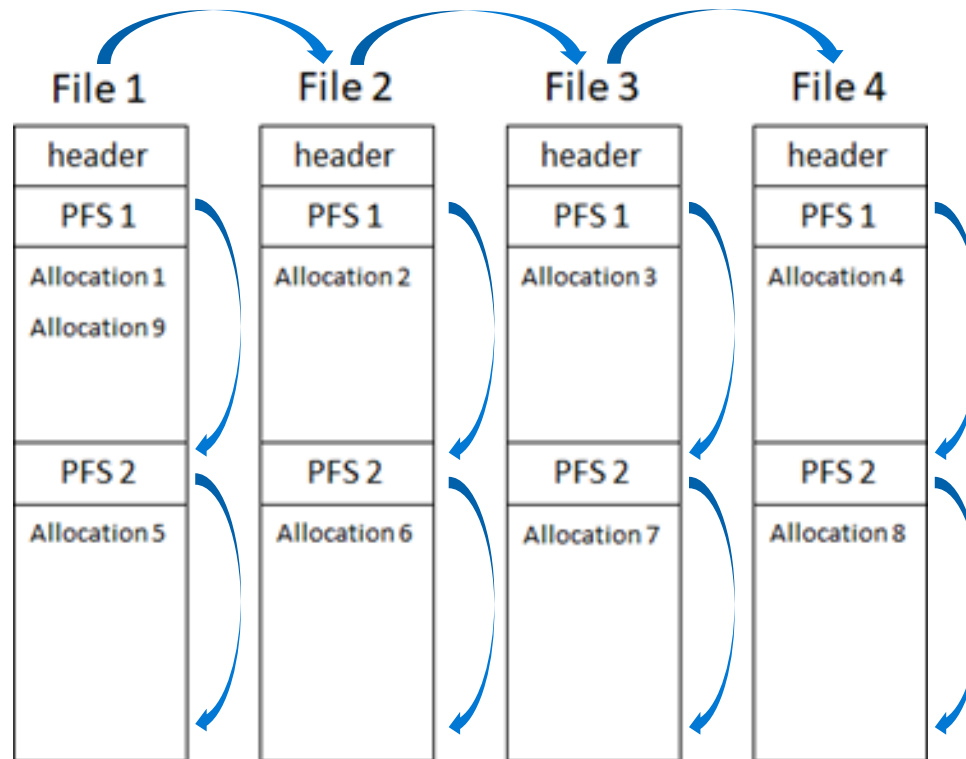 File 1
header
PFS 1
Allocation 1
Allocation 9
PFS 2
Allocation 5
File 2
header
PFS 1
Allocation 2
PFS 2
Allocation 6
File 3
header
PFS 1
Allocation 3
PFS 2
Allocation 7
File 4
header
PFS 1
Allocation 4
PFS 2
Allocation 8